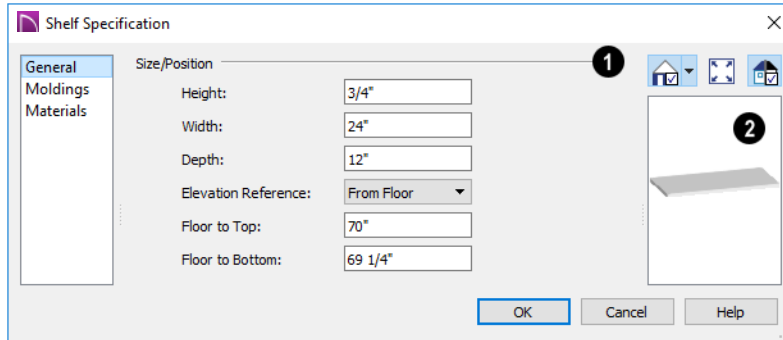 Shelf Specification
General
Moldings
Materials
Size/Position
1
Height: 3/4"
Width: 24"
Depth: 12"
Elevation Reference: From Floor
Floor to Top: 70"
Floor to Bottom: 69 1/4"
2
OK Cancel Help